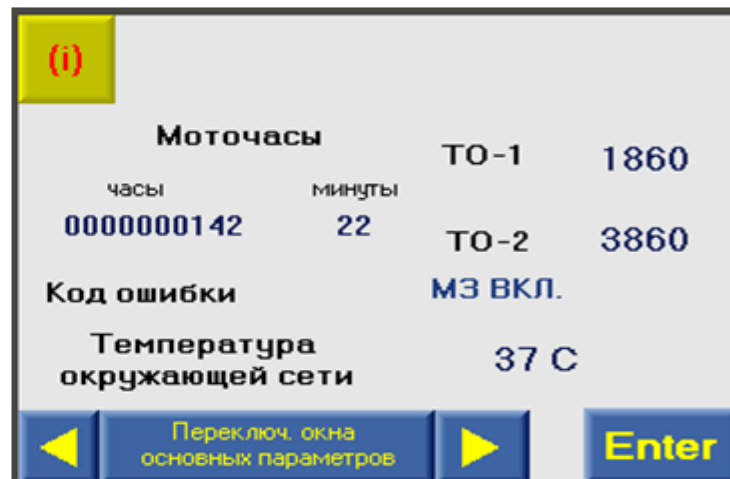 (i)
Моточасы
часы минуты
0000000142 22
ТО-1 1860
ТО-2 3860
Код ошибки МЗ ВКЛ.
Температура
окружающей сети 37 С
Переключ. окна
основных параметров
Enter